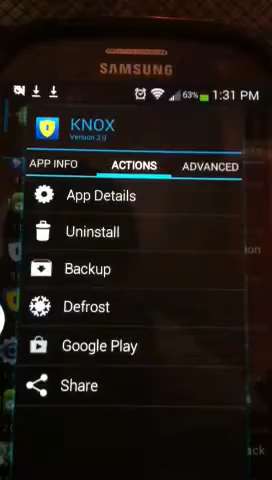 SAMSUNG
63% 1:31 PM
KNOX
Version 2.0
APP INFO ACTIONS ADVANCED
App Details
Uninstall
Backup
Defrost
Google Play
Share